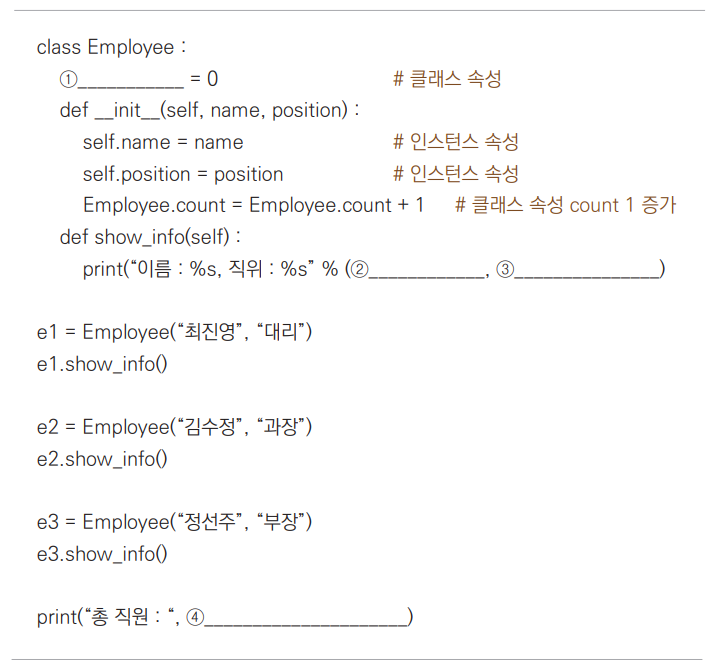 class Employee :
①___________ = 0 # 클래스 속성
def __init__(self, name, position) :
self.name = name # 인스턴스 속성
self.position = position # 인스턴스 속성
Employee.count = Employee.count + 1 # 클래스 속성 count 1 증가
def show_info(self) :
print(“이름 : %s, 직위 : %s” % (②____________, ③_______________)
e1 = Employee(“최진영”, “대리”)
e1.show_info()
e2 = Employee(“김수정”, “과장”)
e2.show_info()
e3 = Employee(“정선주”, “부장”)
e3.show_info()
print(“총 직원 : “, ④_____________________)